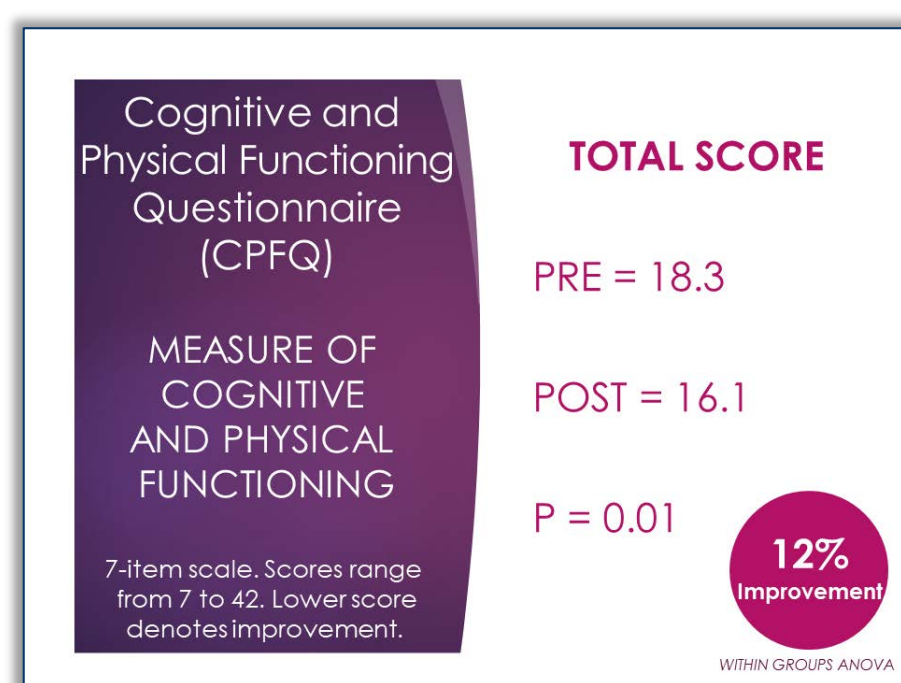 Cognitive and
Physical Functioning
Questionnaire
(CPFQ)
MEASURE OF
COGNITIVE
AND PHYSICAL
FUNCTIONING
7-item scale. Scores range
from 7 to 42. Lower score
denotes improvement.
TOTAL SCORE
PRE = 18.3
POST = 16.1
P = 0.01
12%
Improvement
WITHIN GROUPS ANOVA